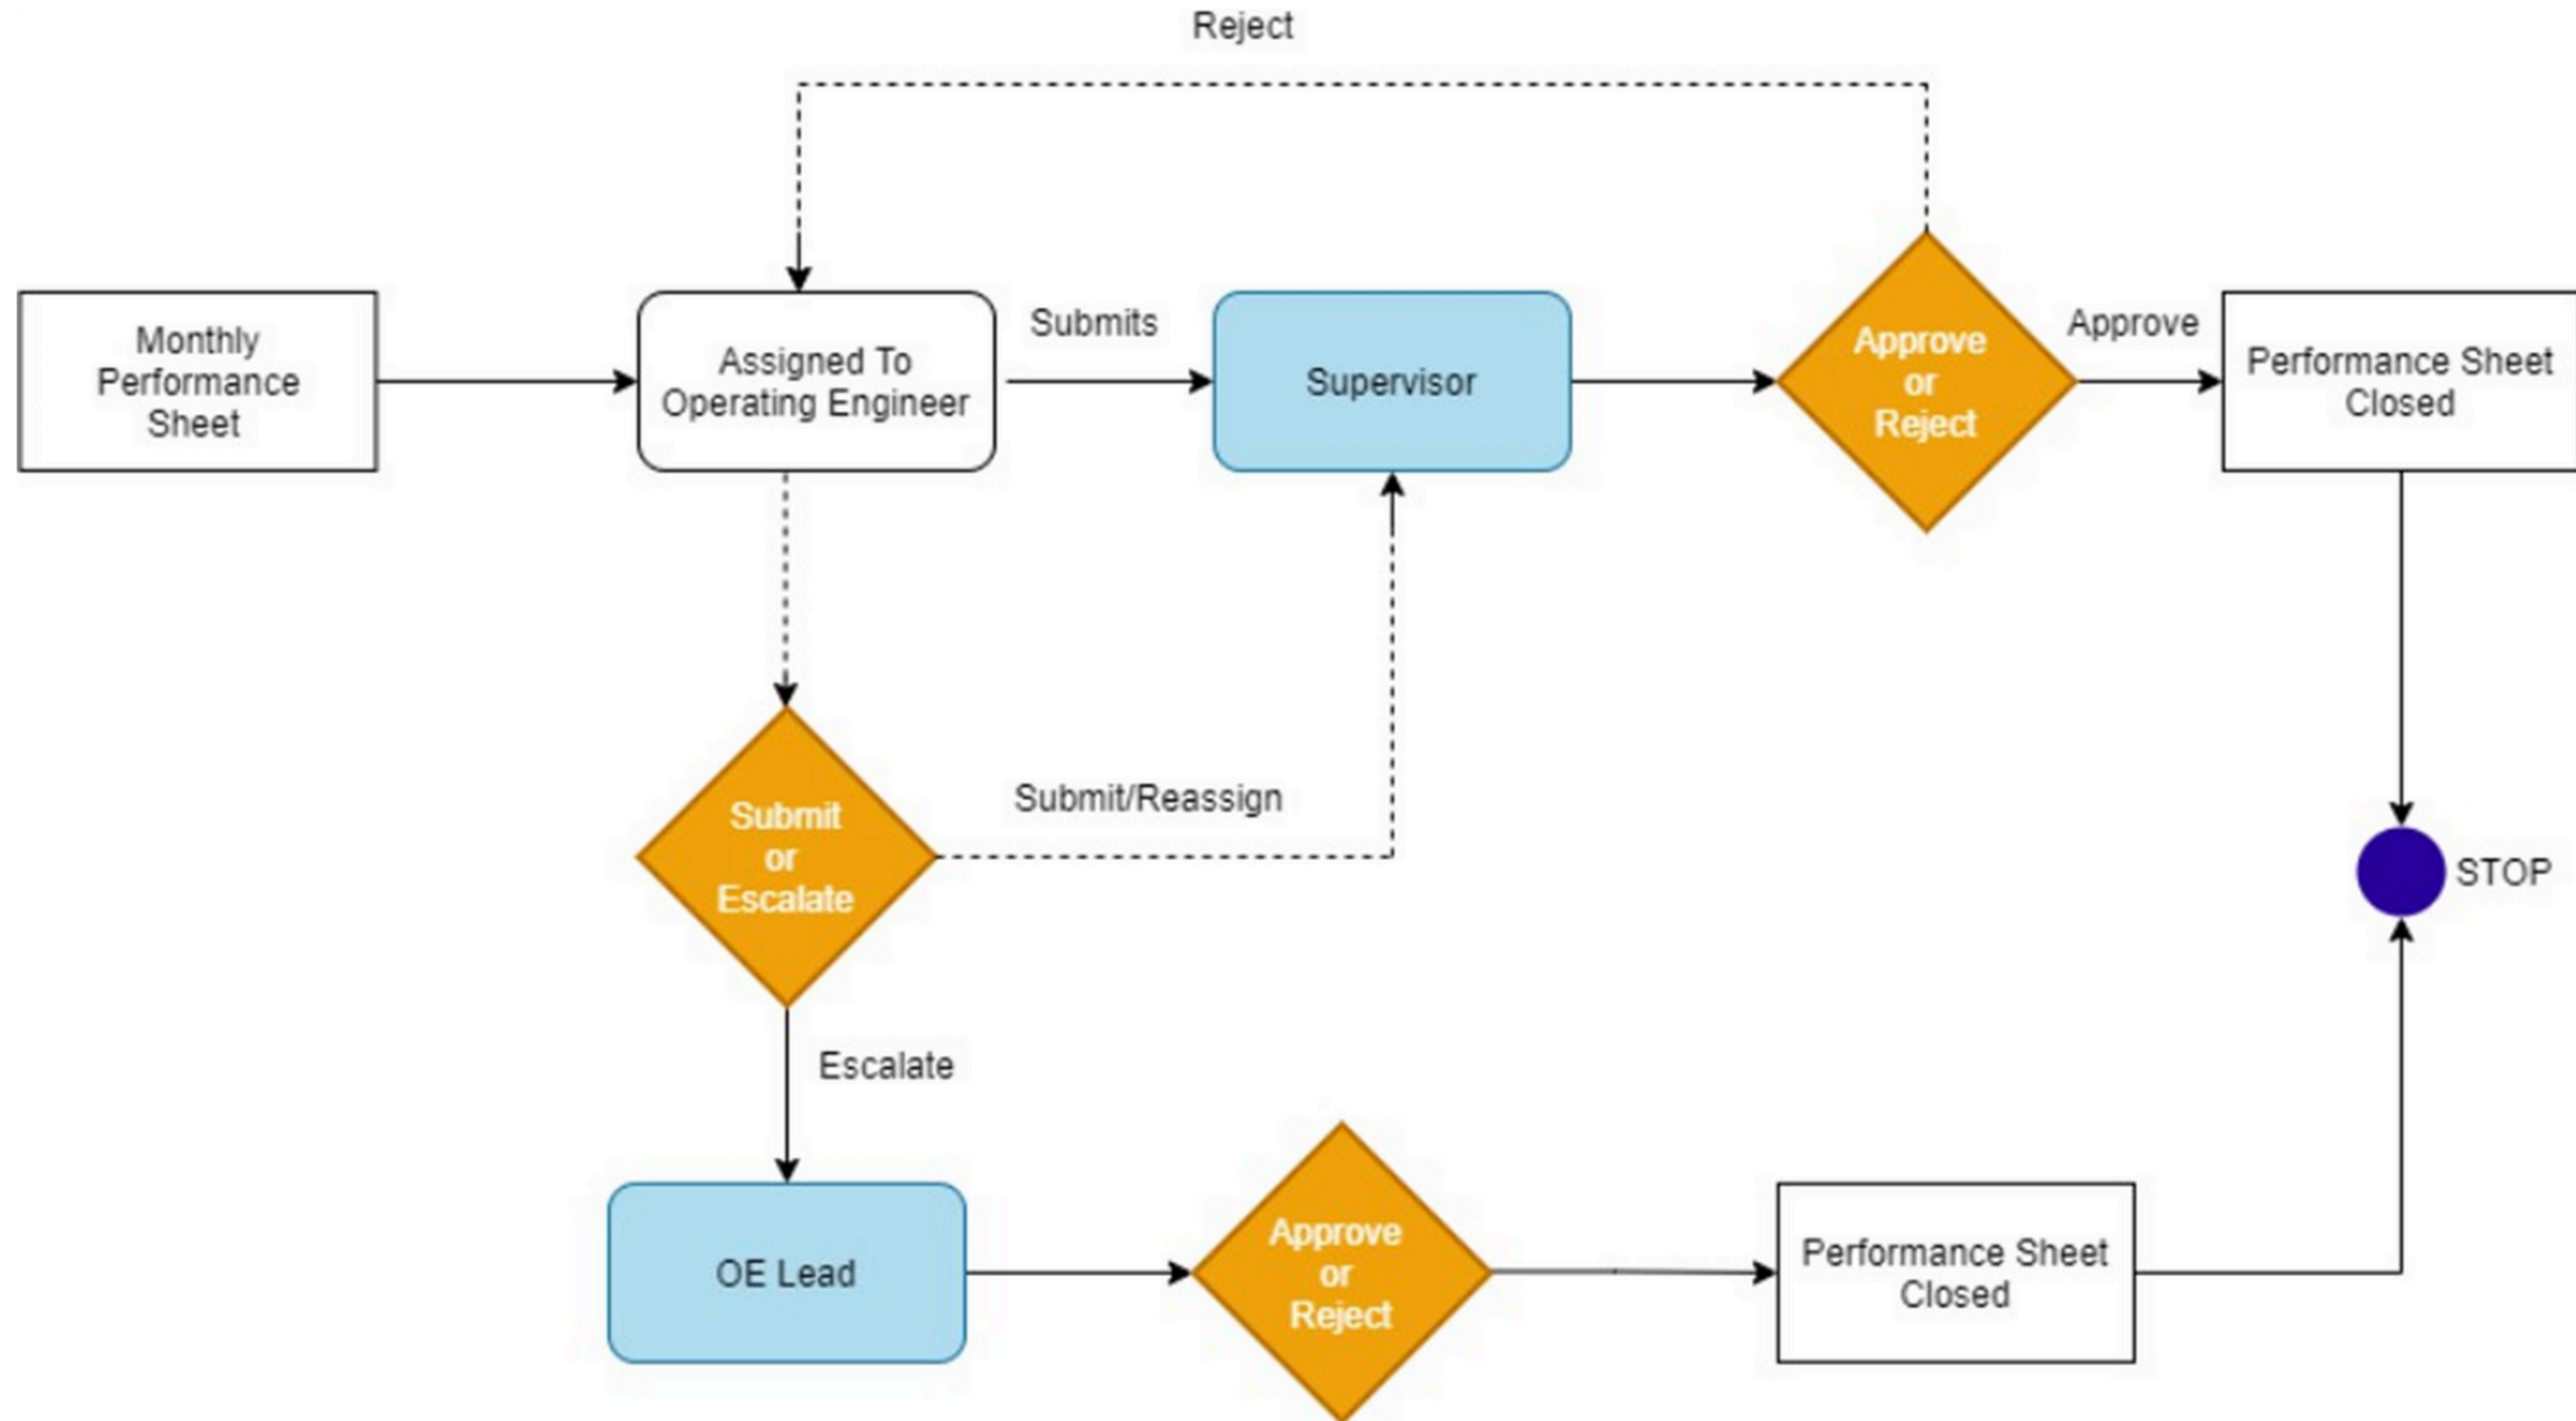 Reject
Monthly
Performance
Sheet
Assigned To
Operating Engineer
Submits
Supervisor
Approve
or
Reject
Approve
Performance Sheet
Closed
Submit
or
Escalate
Submit/Reassign
STOP
Escalate
OE Lead
Approve
or
Reject
Performance Sheet
Closed